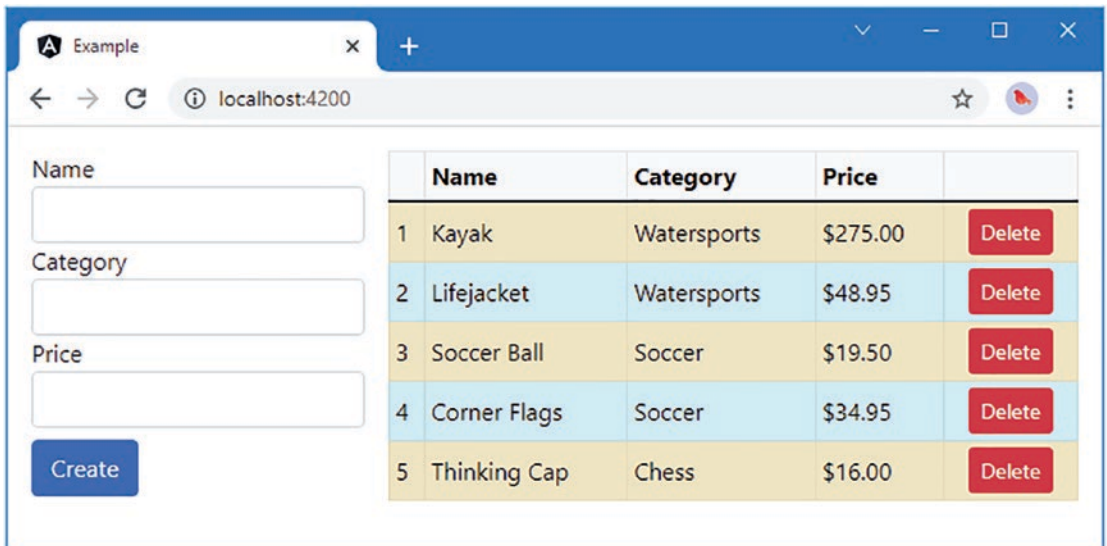 Example
localhost:4200
Name
Category
Price
Create
Name Category Price
1 Kayak Watersports $275.00 Delete
2 Lifejacket Watersports $48.95 Delete
3 Soccer Ball Soccer $19.50 Delete
4 Corner Flags Soccer $34.95 Delete
5 Thinking Cap Chess $16.00 Delete